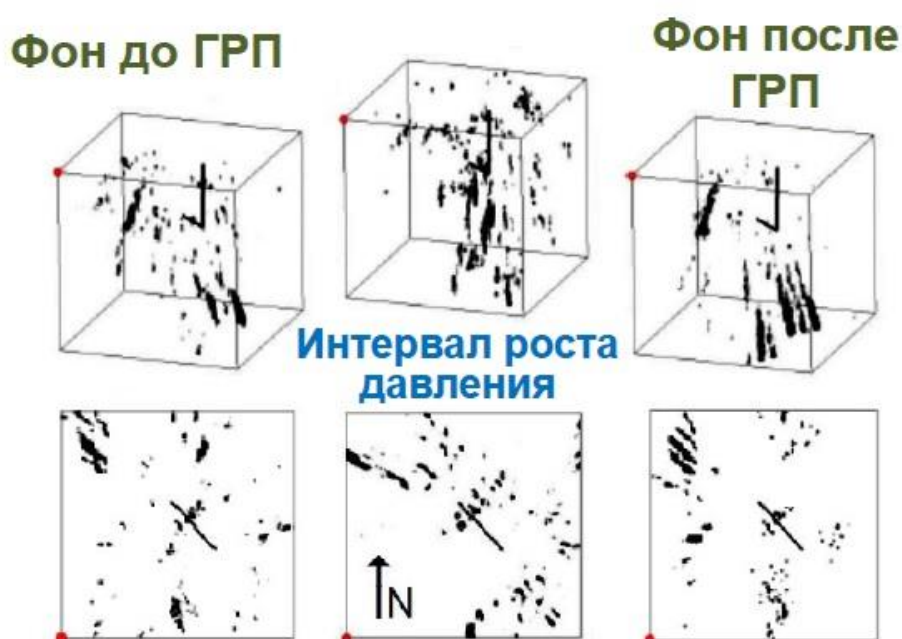 Фон до ГРП
Фон после
ГРП
Интервал роста
давления
N